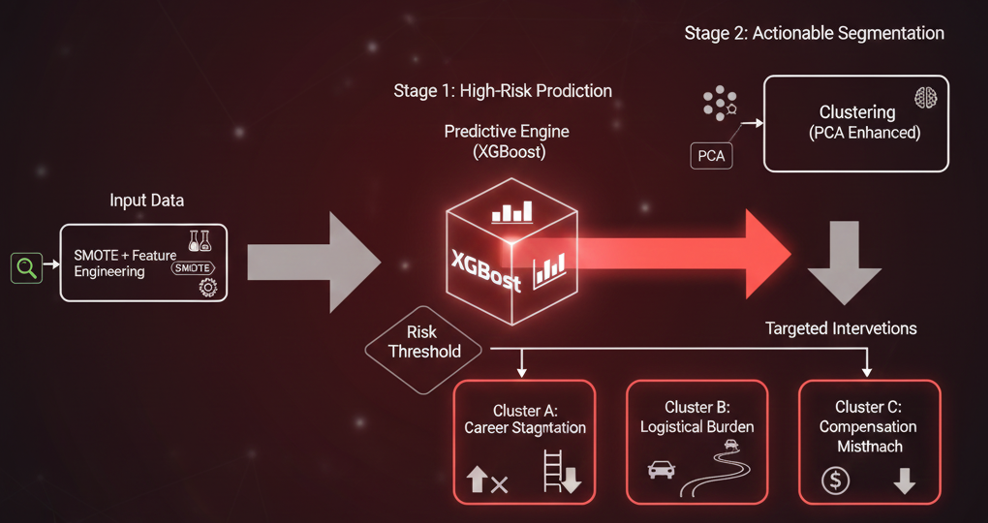 Stage 2: Actionable Segmentation
Stage 1: High-Risk Prodiction
Clustering
(PCA Enhanced)
PCA
Predictive Engine
(XGBoost)
Input Data
SMOTE + Feature
Engineering
SMOTE
XGBost
Risk
Threshold
Targeted Intervetions
Cluster A:
Career Stagmtation
Cluster B:
Logistical Burden
Cluster C:
Compensation
Mistmach
$